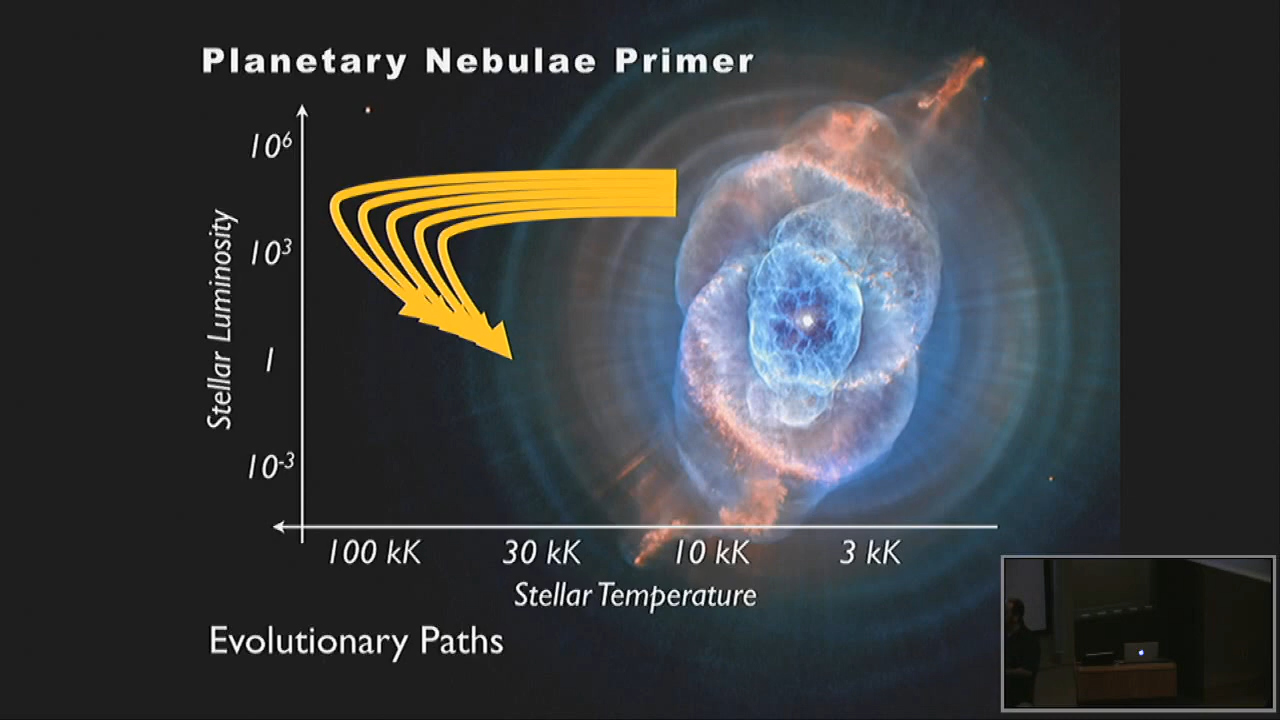 Planetary Nebulae Primer
10⁶
10³
1
10⁻³
Stellar Luminosity
100 kK 30 kK 10 kK 3 kK
Stellar Temperature
Evolutionary Paths